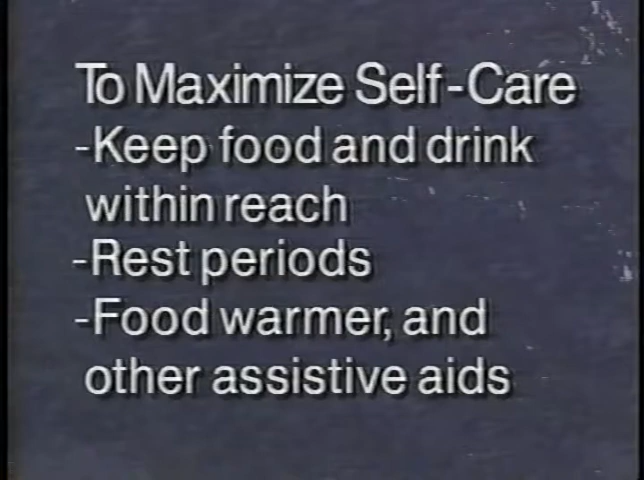 To Maximize Self-Care
-Keep food and drink
within reach
-Rest periods
-Food warmer, and
other assistive aids